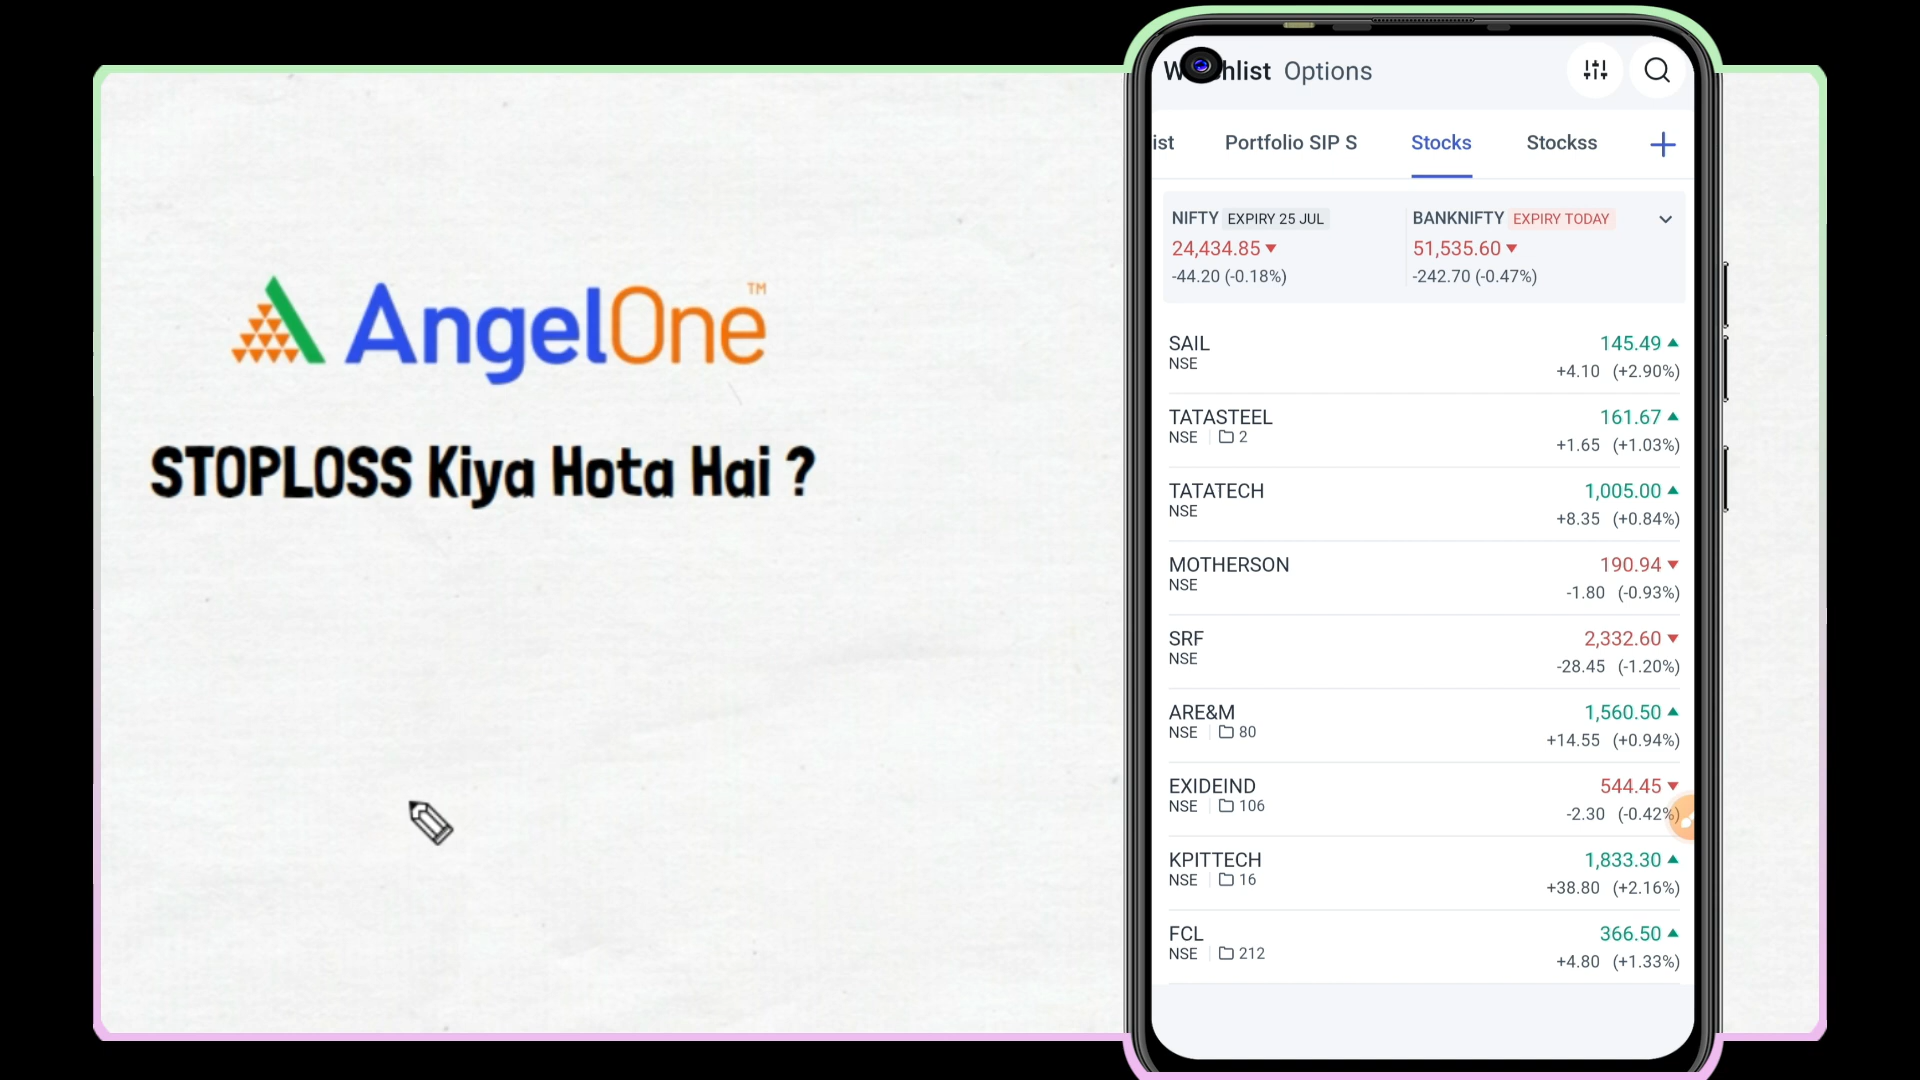 AngelOne™
STOPLOSS Kiya Hota Hai ?
hlist Options
ist Portfolio SIP S Stocks Stockss
NIFTY EXPIRY 25 JUL
24,434.85
-44.20 (-0.18%)
BANKNIFTY EXPIRY TODAY
51,535.60
-242.70 (-0.47%)
SAIL 145.49
NSE +4.10 (+2.90%)
TATASTEEL 161.67
NSE 2 +1.65 (+1.03%)
TATATECH 1,005.00
NSE +8.35 (+0.84%)
MOTHERSON 190.94
NSE -1.80 (-0.93%)
SRF 2,332.60
NSE -28.45 (-1.20%)
ARE&M 1,560.50
NSE 80 +14.55 (+0.94%)
EXIDEIND 544.45
NSE 106 -2.30 (-0.42%)
KPITTECH 1,833.30
NSE 16 +38.80 (+2.16%)
FCL 366.50
NSE 212 +4.80 (+1.33%)